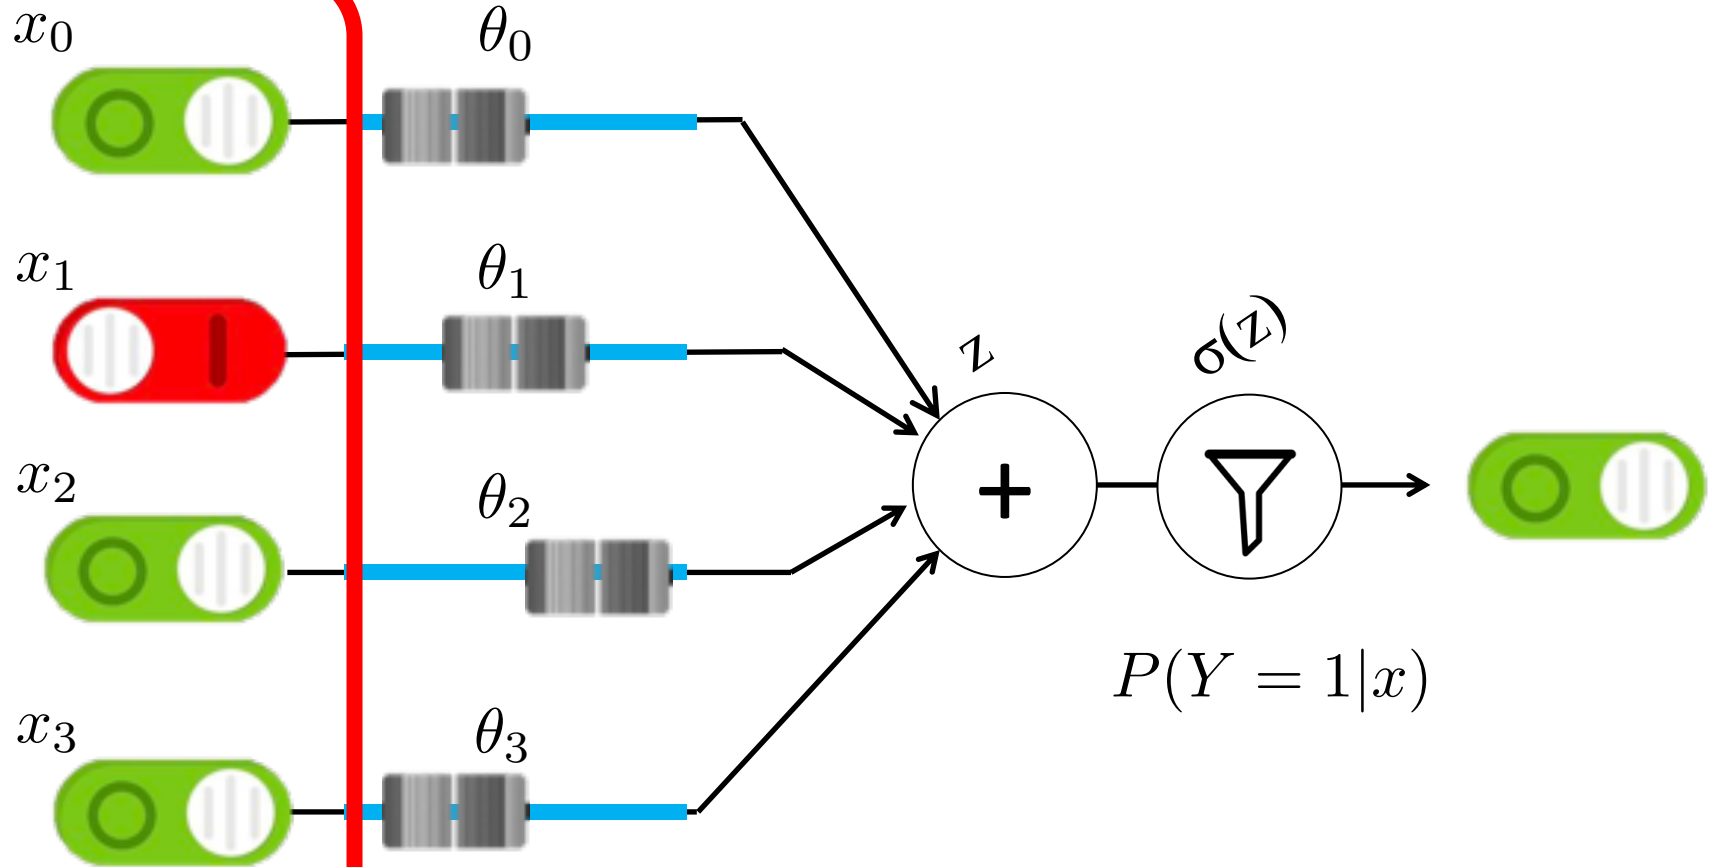 x₀
θ₀
x₁
θ₁
z
σ(z)
x₂
θ₂
+
P(Y = 1|x)
x₃
θ₃